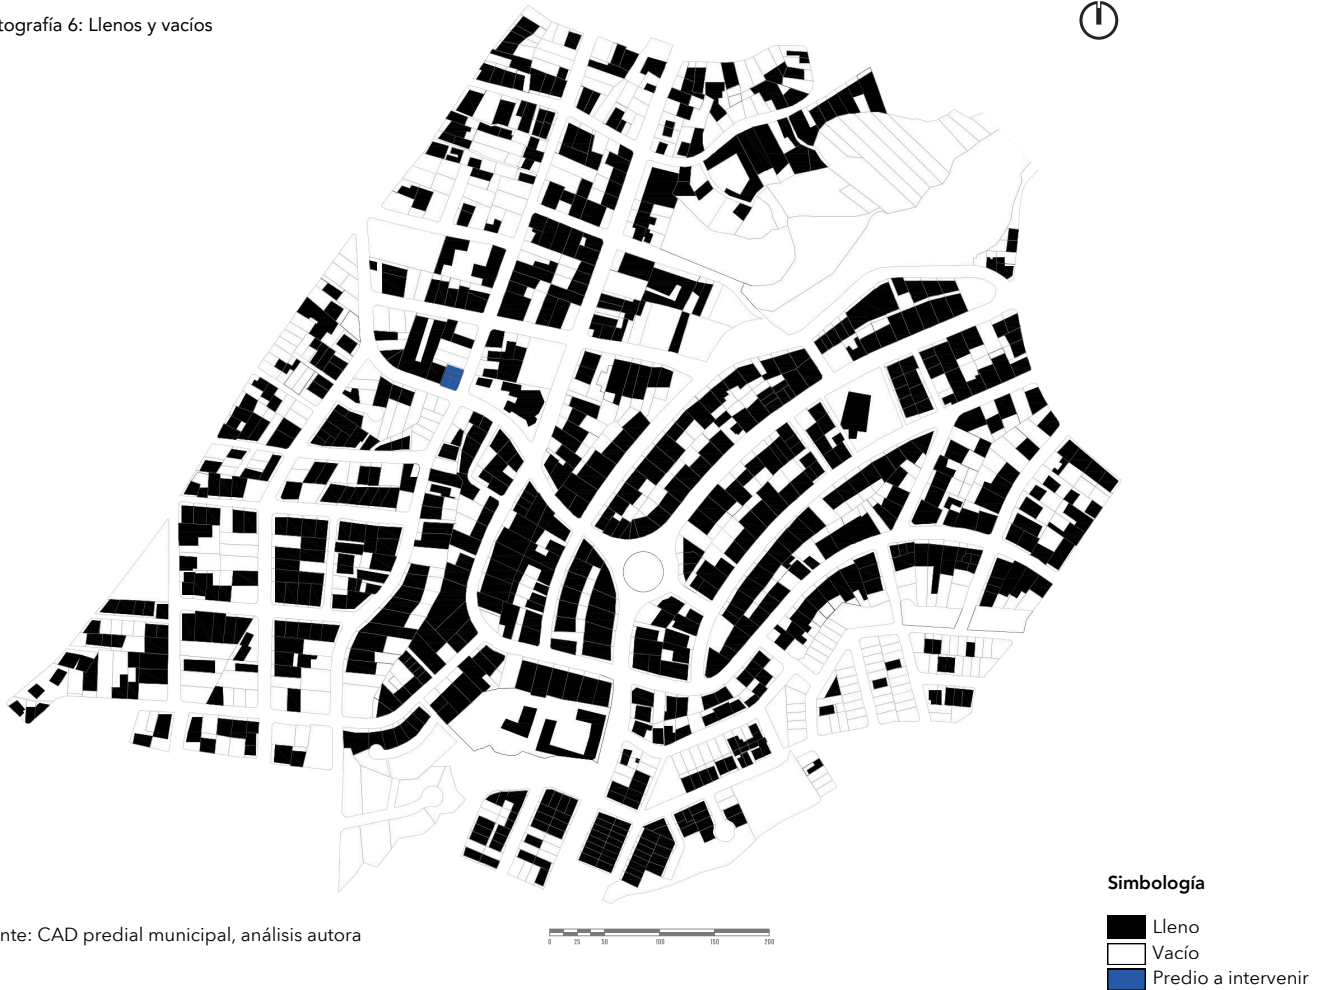 tografía 6: Llenos y vacíos
Simbología
Lleno
Vacío
Predio a intervenir
nte: CAD predial municipal, análisis autora
0 25 50 100 150 200